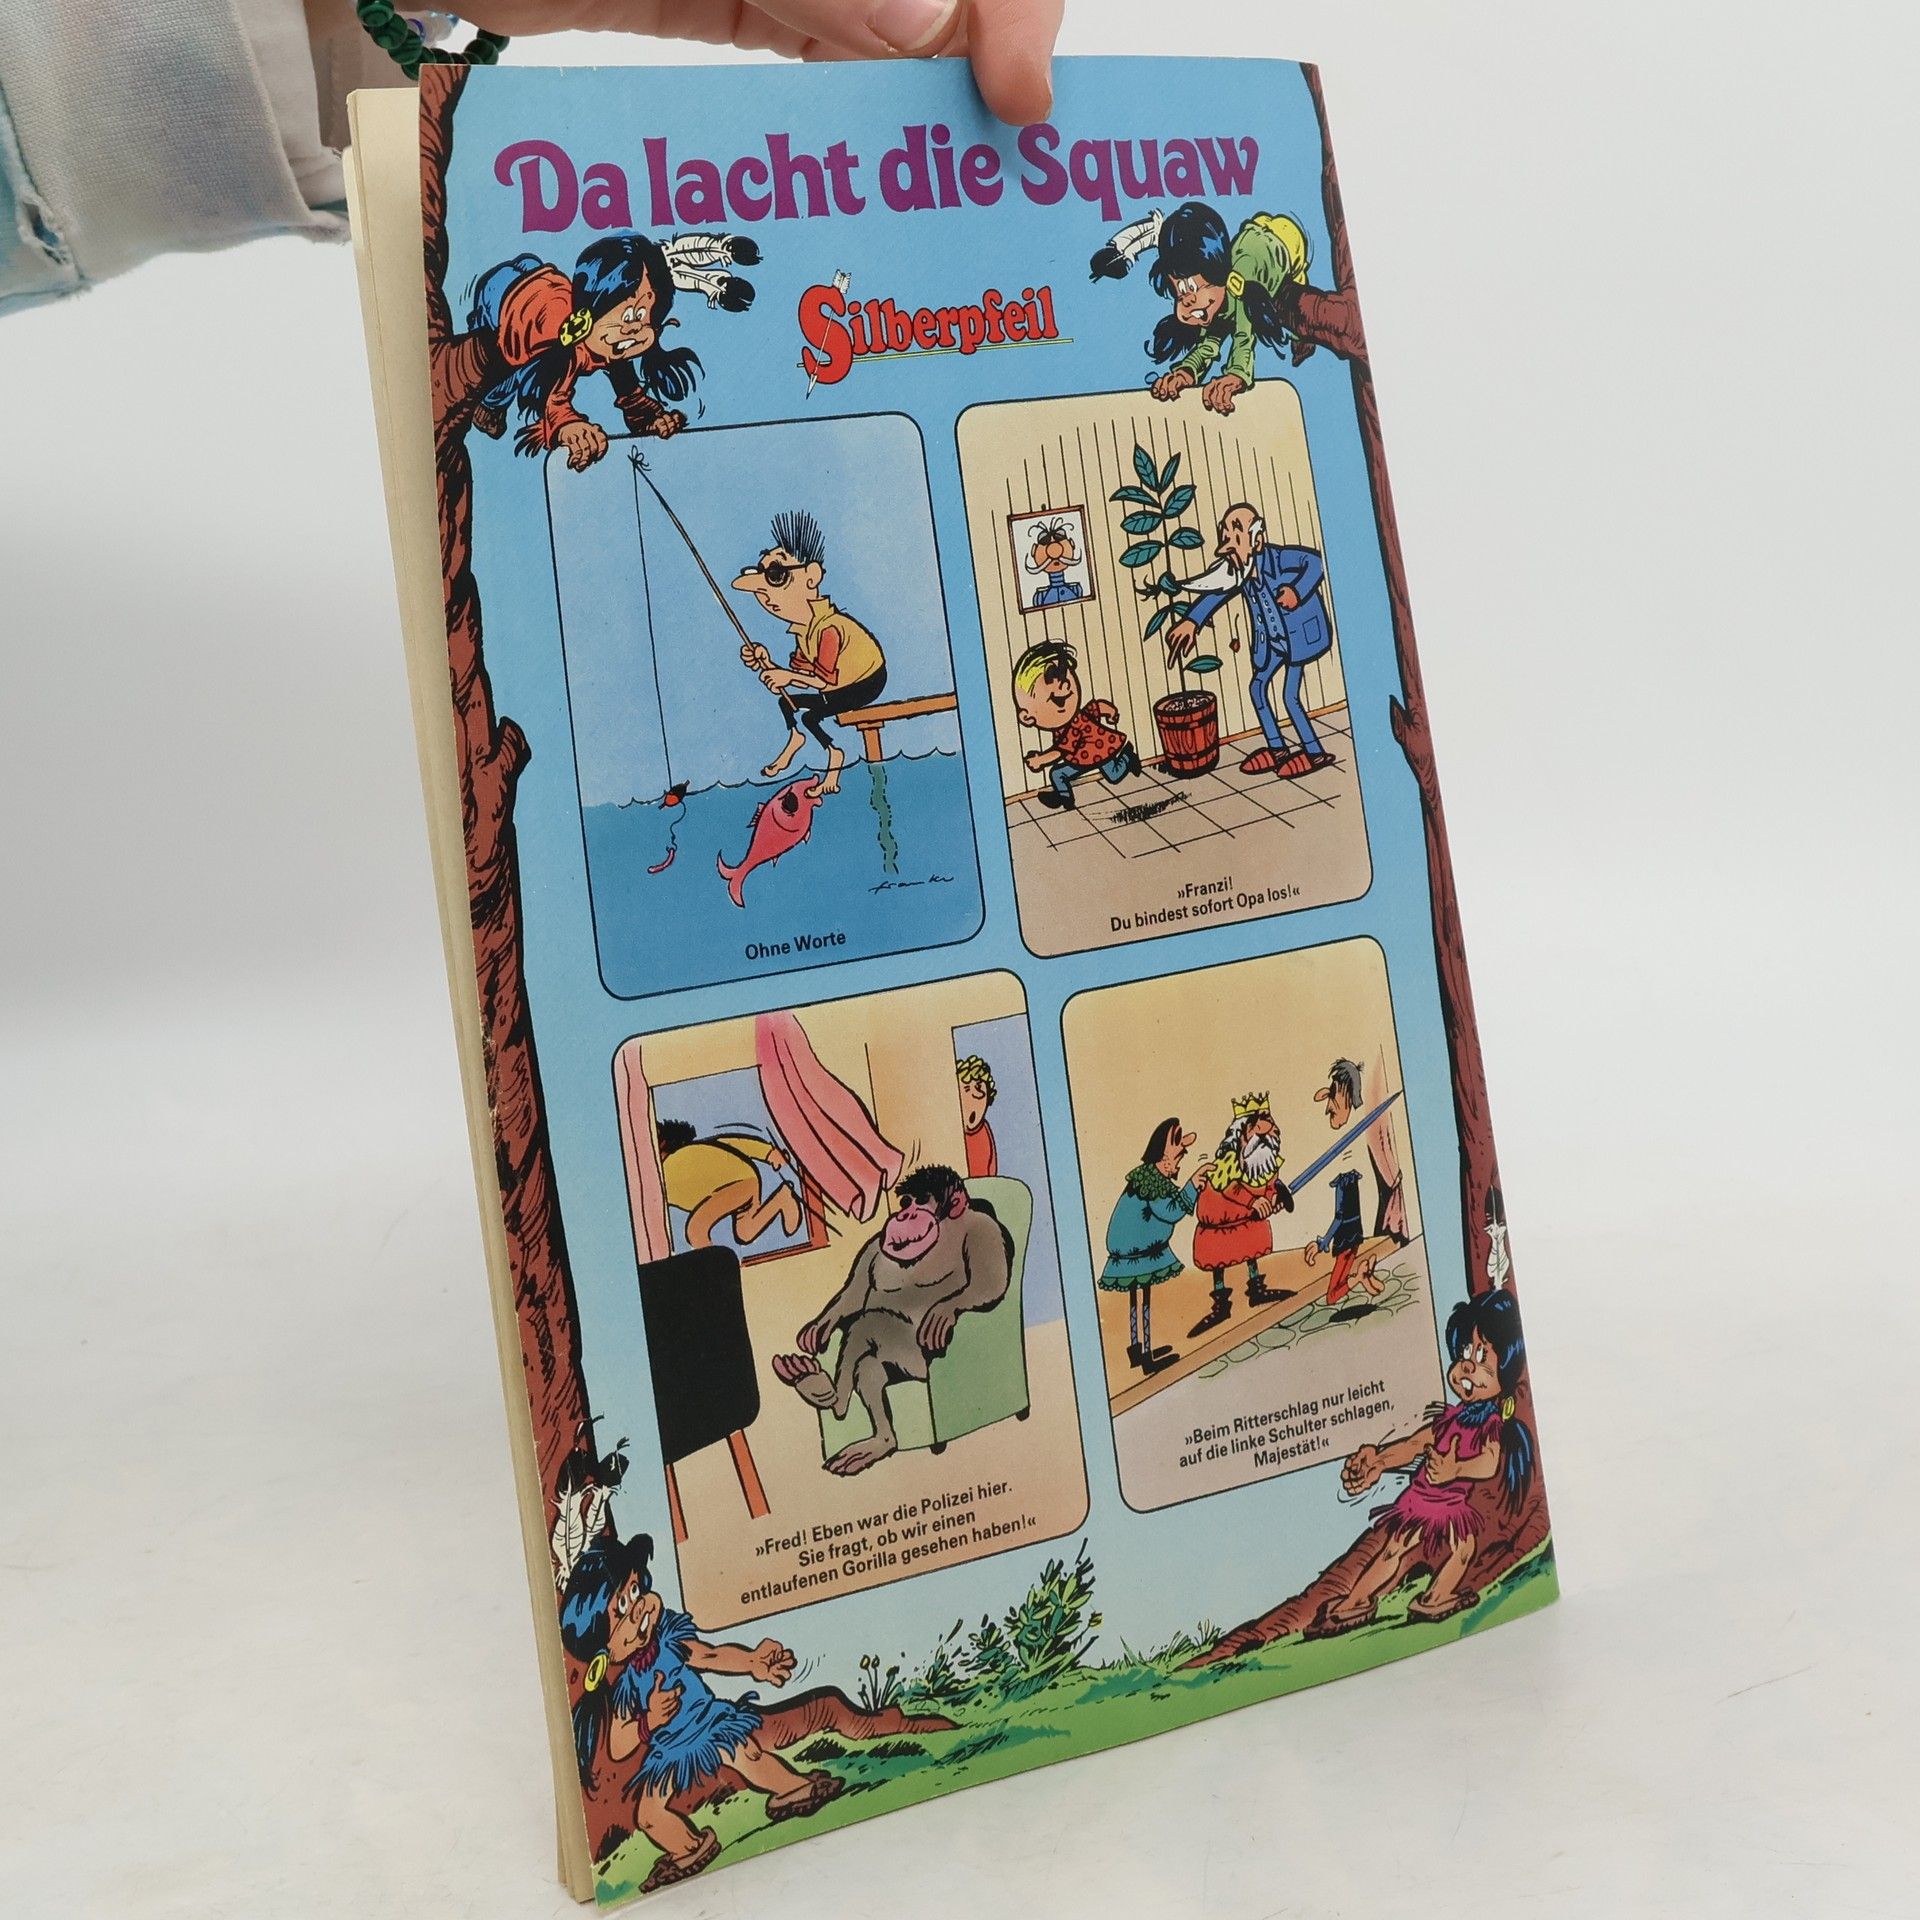 Da lacht die Squaw
Silberpfeil
Ohne Worte
»Franzi!
Du bindest sofort Opa los!«
»Fred! Eben war die Polizei hier.
Sie fragt, ob wir einen
entlaufenen Gorilla gesehen haben!«
»Beim Ritterschlag nur leicht
auf die linke Schulter schlagen,
Majestät!«